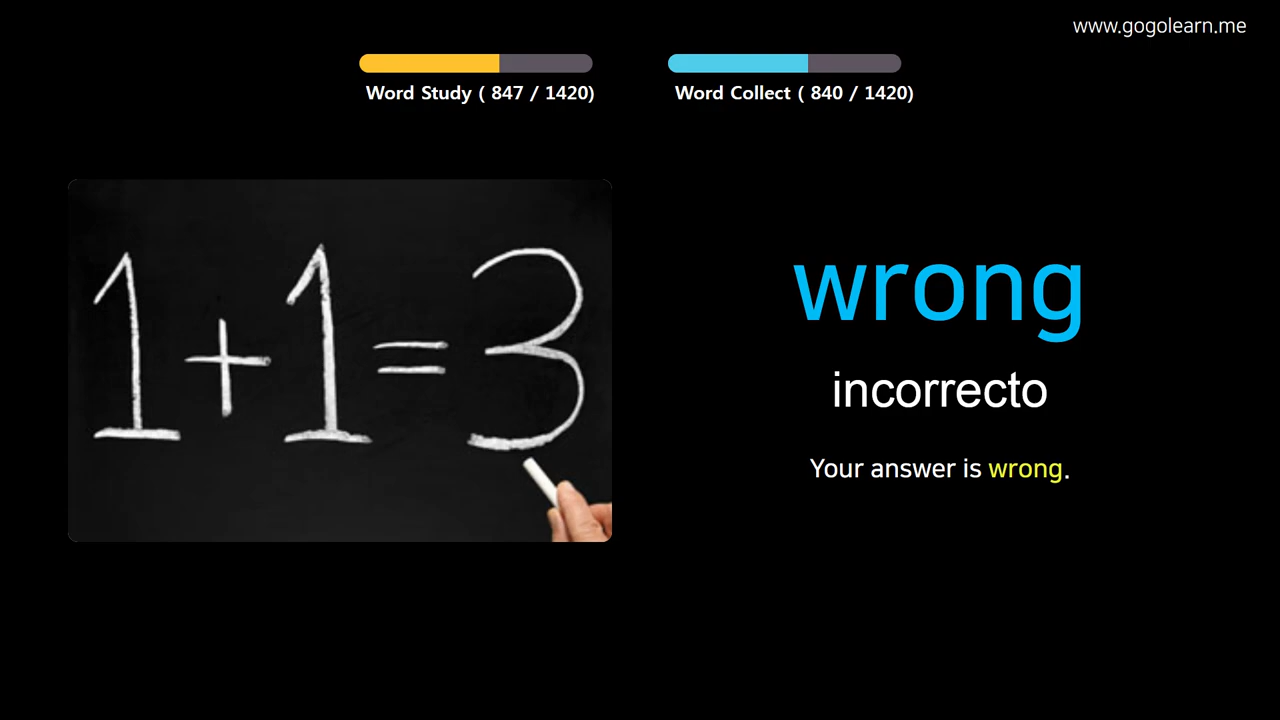 www.gogolearn.me
Word Study ( 847 / 1420)
Word Collect ( 840 / 1420)
1+1=3
wrong
incorrecto
Your answer is wrong.